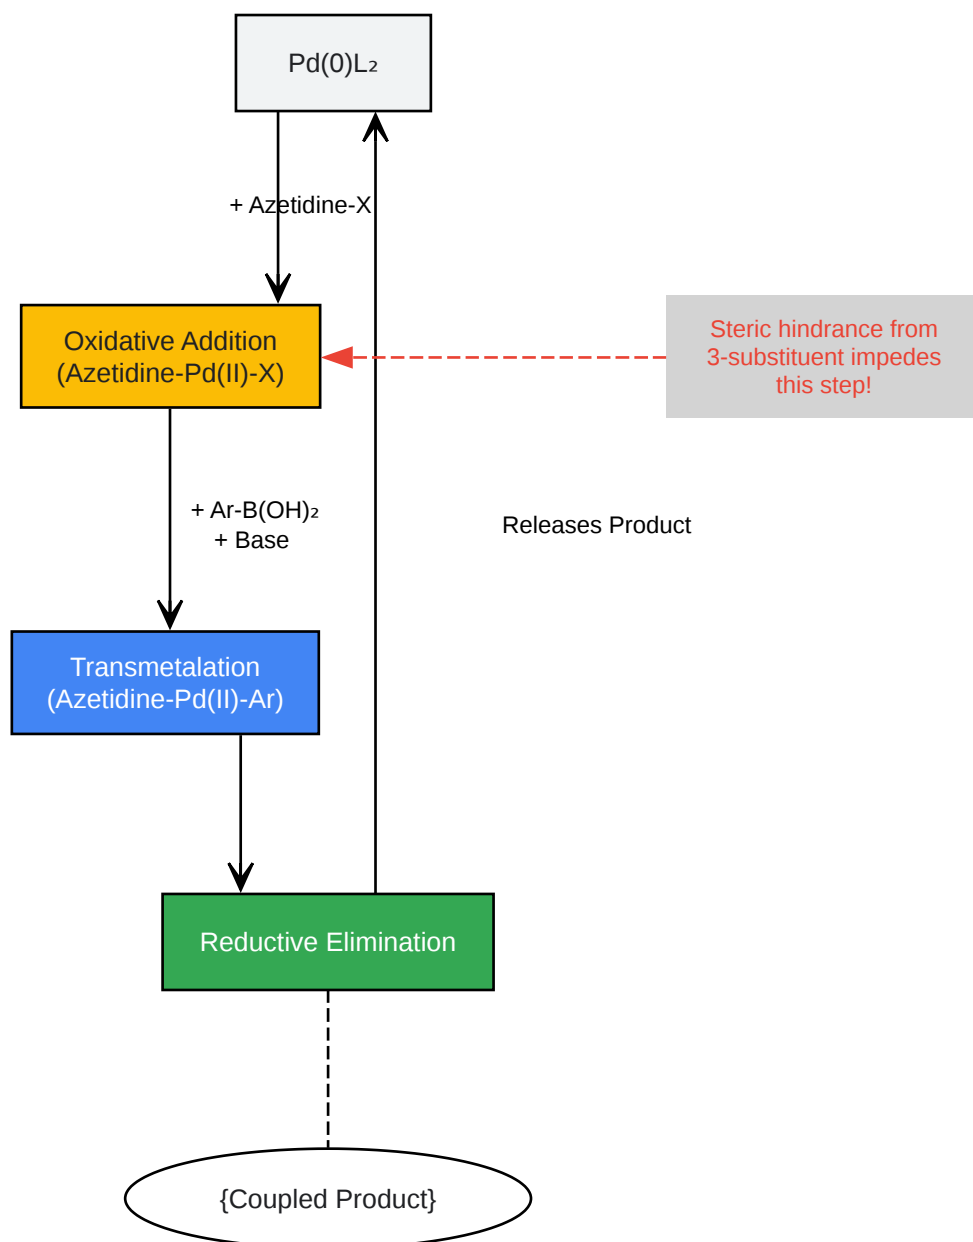 Pd(0)L₂
+ Azetidine-X
Oxidative Addition
(Azetidine-Pd(II)-X)
Steric hindrance from
3-substituent impedes
this step!
+ Ar-B(OH)₂
+ Base
Releases Product
Transmetalation
(Azetidine-Pd(II)-Ar)
Reductive Elimination
{Coupled Product}